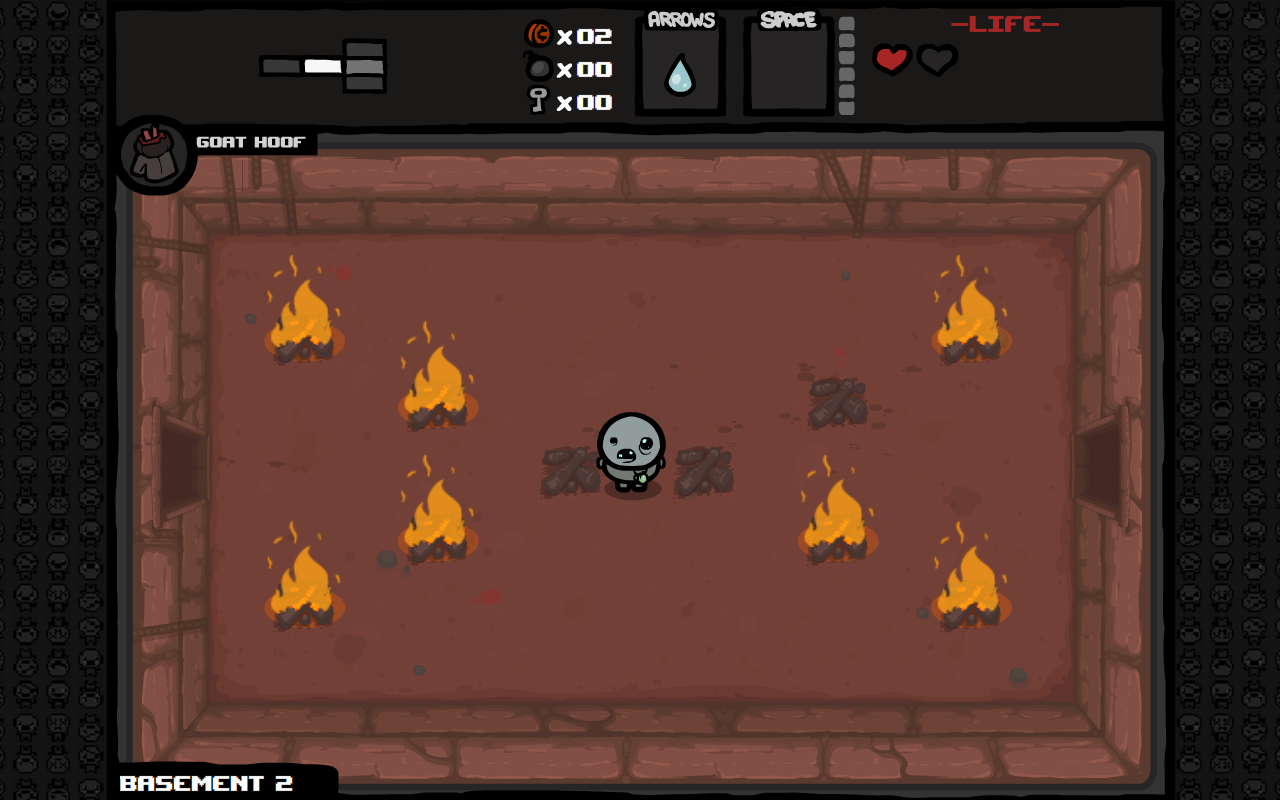 x02
x00
x00
ARROWS
SPACE
-LIFE-
GOAT HOOF
BASEMENT 2